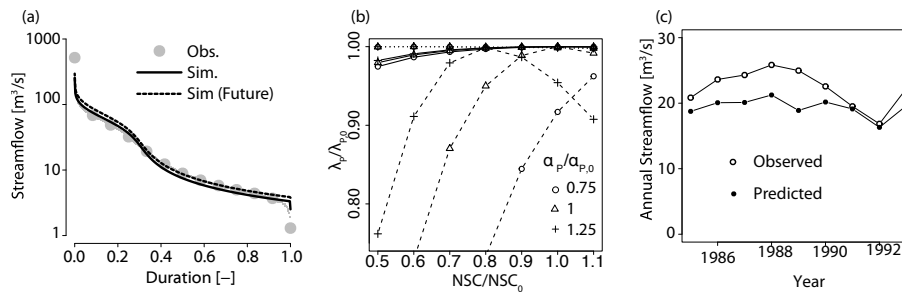 (a)
Streamflow [m³/s]
1000
100
10
1
Obs.
Sim.
Sim (Future)
0.0 0.2 0.4 0.6 0.8 1.0
Duration [−]
(b)
λP/λP,0
1.00
0.90
0.80
αP/αP,0
0.75
1
1.25
0.5 0.6 0.7 0.8 0.9 1.0 1.1
NSC/NSC0
(c)
Annual Streamflow [m³/s]
30
20
10
0
Observed
Predicted
1986 1988 1990 1992
Year